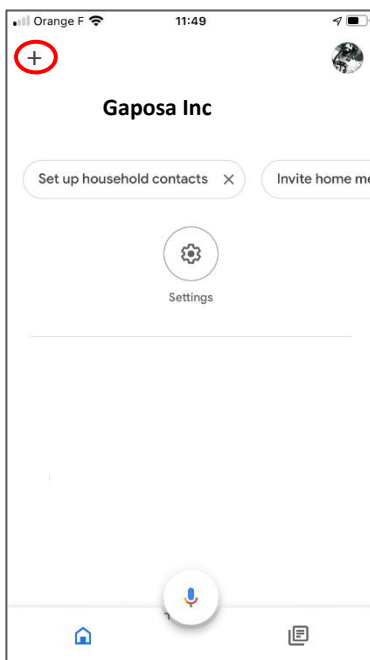 Orange F 11:49
+
Gaposa Inc
Set up household contacts × Invite home me
Settings